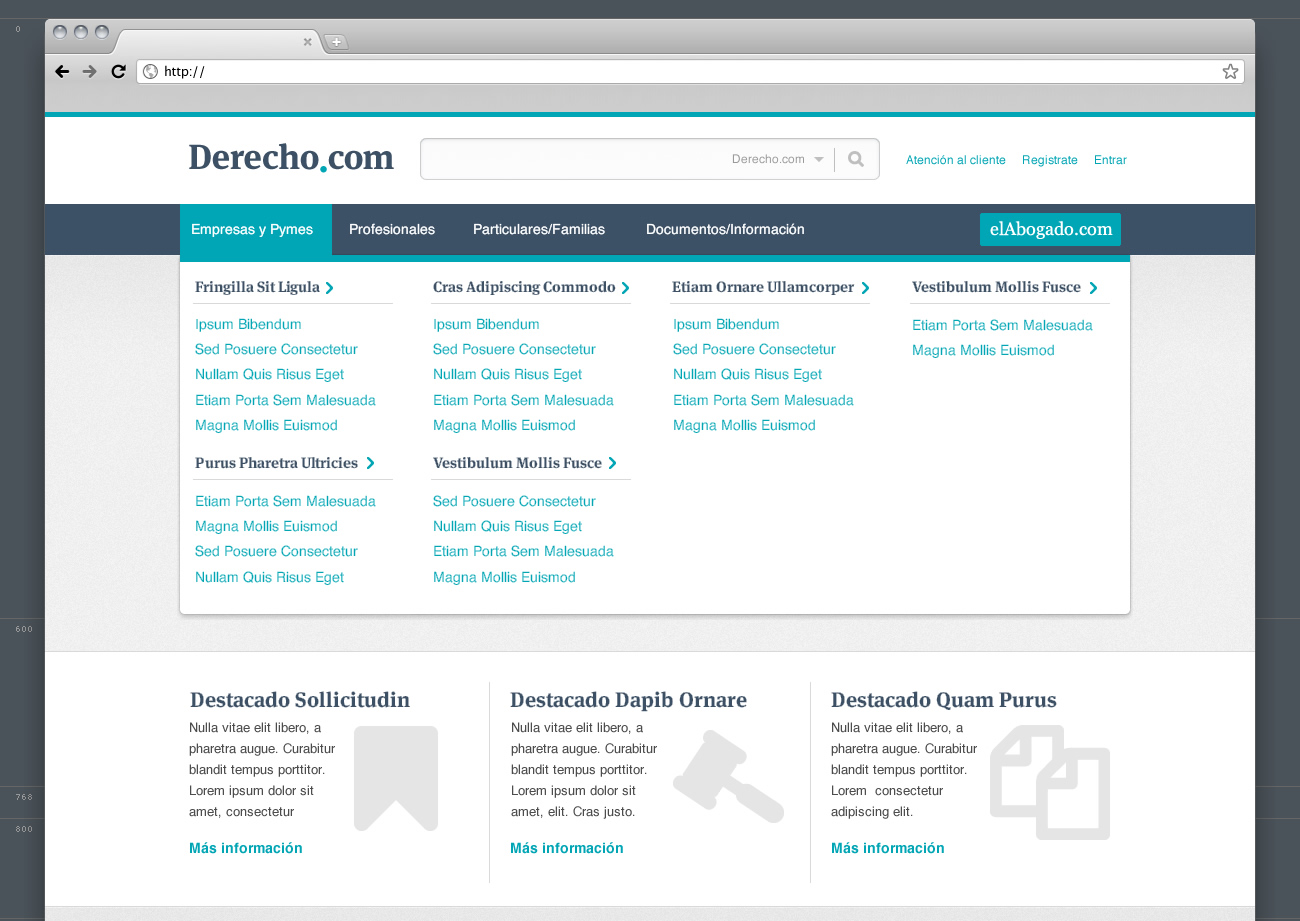 0
http://
Derecho.com
Derecho.com
Atención al cliente Registrate Entrar
Empresas y Pymes Profesionales Particulares/Familias Documentos/Información elAbogado.com
Fringilla Sit Ligula
Ipsum Bibendum
Sed Posuere Consectetur
Nullam Quis Risus Eget
Etiam Porta Sem Malesuada
Magna Mollis Euismod
Cras Adipiscing Commodo
Ipsum Bibendum
Sed Posuere Consectetur
Nullam Quis Risus Eget
Etiam Porta Sem Malesuada
Magna Mollis Euismod
Etiam Ornare Ullamcorper
Ipsum Bibendum
Sed Posuere Consectetur
Nullam Quis Risus Eget
Etiam Porta Sem Malesuada
Magna Mollis Euismod
Vestibulum Mollis Fusce
Etiam Porta Sem Malesuada
Magna Mollis Euismod
Purus Pharetra Ultricies
Etiam Porta Sem Malesuada
Magna Mollis Euismod
Sed Posuere Consectetur
Nullam Quis Risus Eget
Vestibulum Mollis Fusce
Sed Posuere Consectetur
Nullam Quis Risus Eget
Etiam Porta Sem Malesuada
Magna Mollis Euismod
600
Destacado Sollicitudin
Nulla vitae elit libero, a
pharetra augue. Curabitur
blandit tempus porttitor.
Lorem ipsum dolor sit
amet, consectetur
Más información
Destacado Dapib Ornare
Nulla vitae elit libero, a
pharetra augue. Curabitur
blandit tempus porttitor.
Lorem ipsum dolor sit
amet, elit. Cras justo.
Más información
Destacado Quam Purus
Nulla vitae elit libero, a
pharetra augue. Curabitur
blandit tempus porttitor.
Lorem consectetur
adipiscing elit.
Más información
768
800